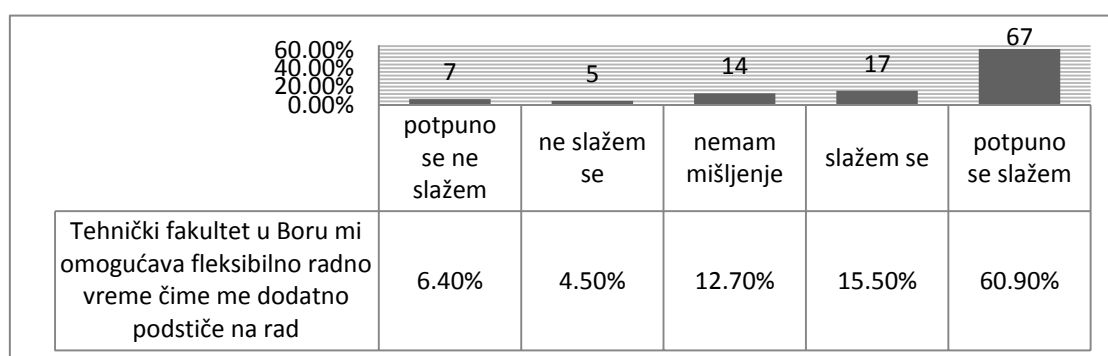 60.00%
40.00%
20.00%
0.00%
7
5
14
17
67
potpuno
se ne
slažem
ne slažem
se
nemam
mišljenje
slažem se
potpuno
se slažem
Tehnički fakultet u Boru mi
omogućava fleksibilno radno
vreme čime me dodatno
podstiče na rad
6.40%
4.50%
12.70%
15.50%
60.90%